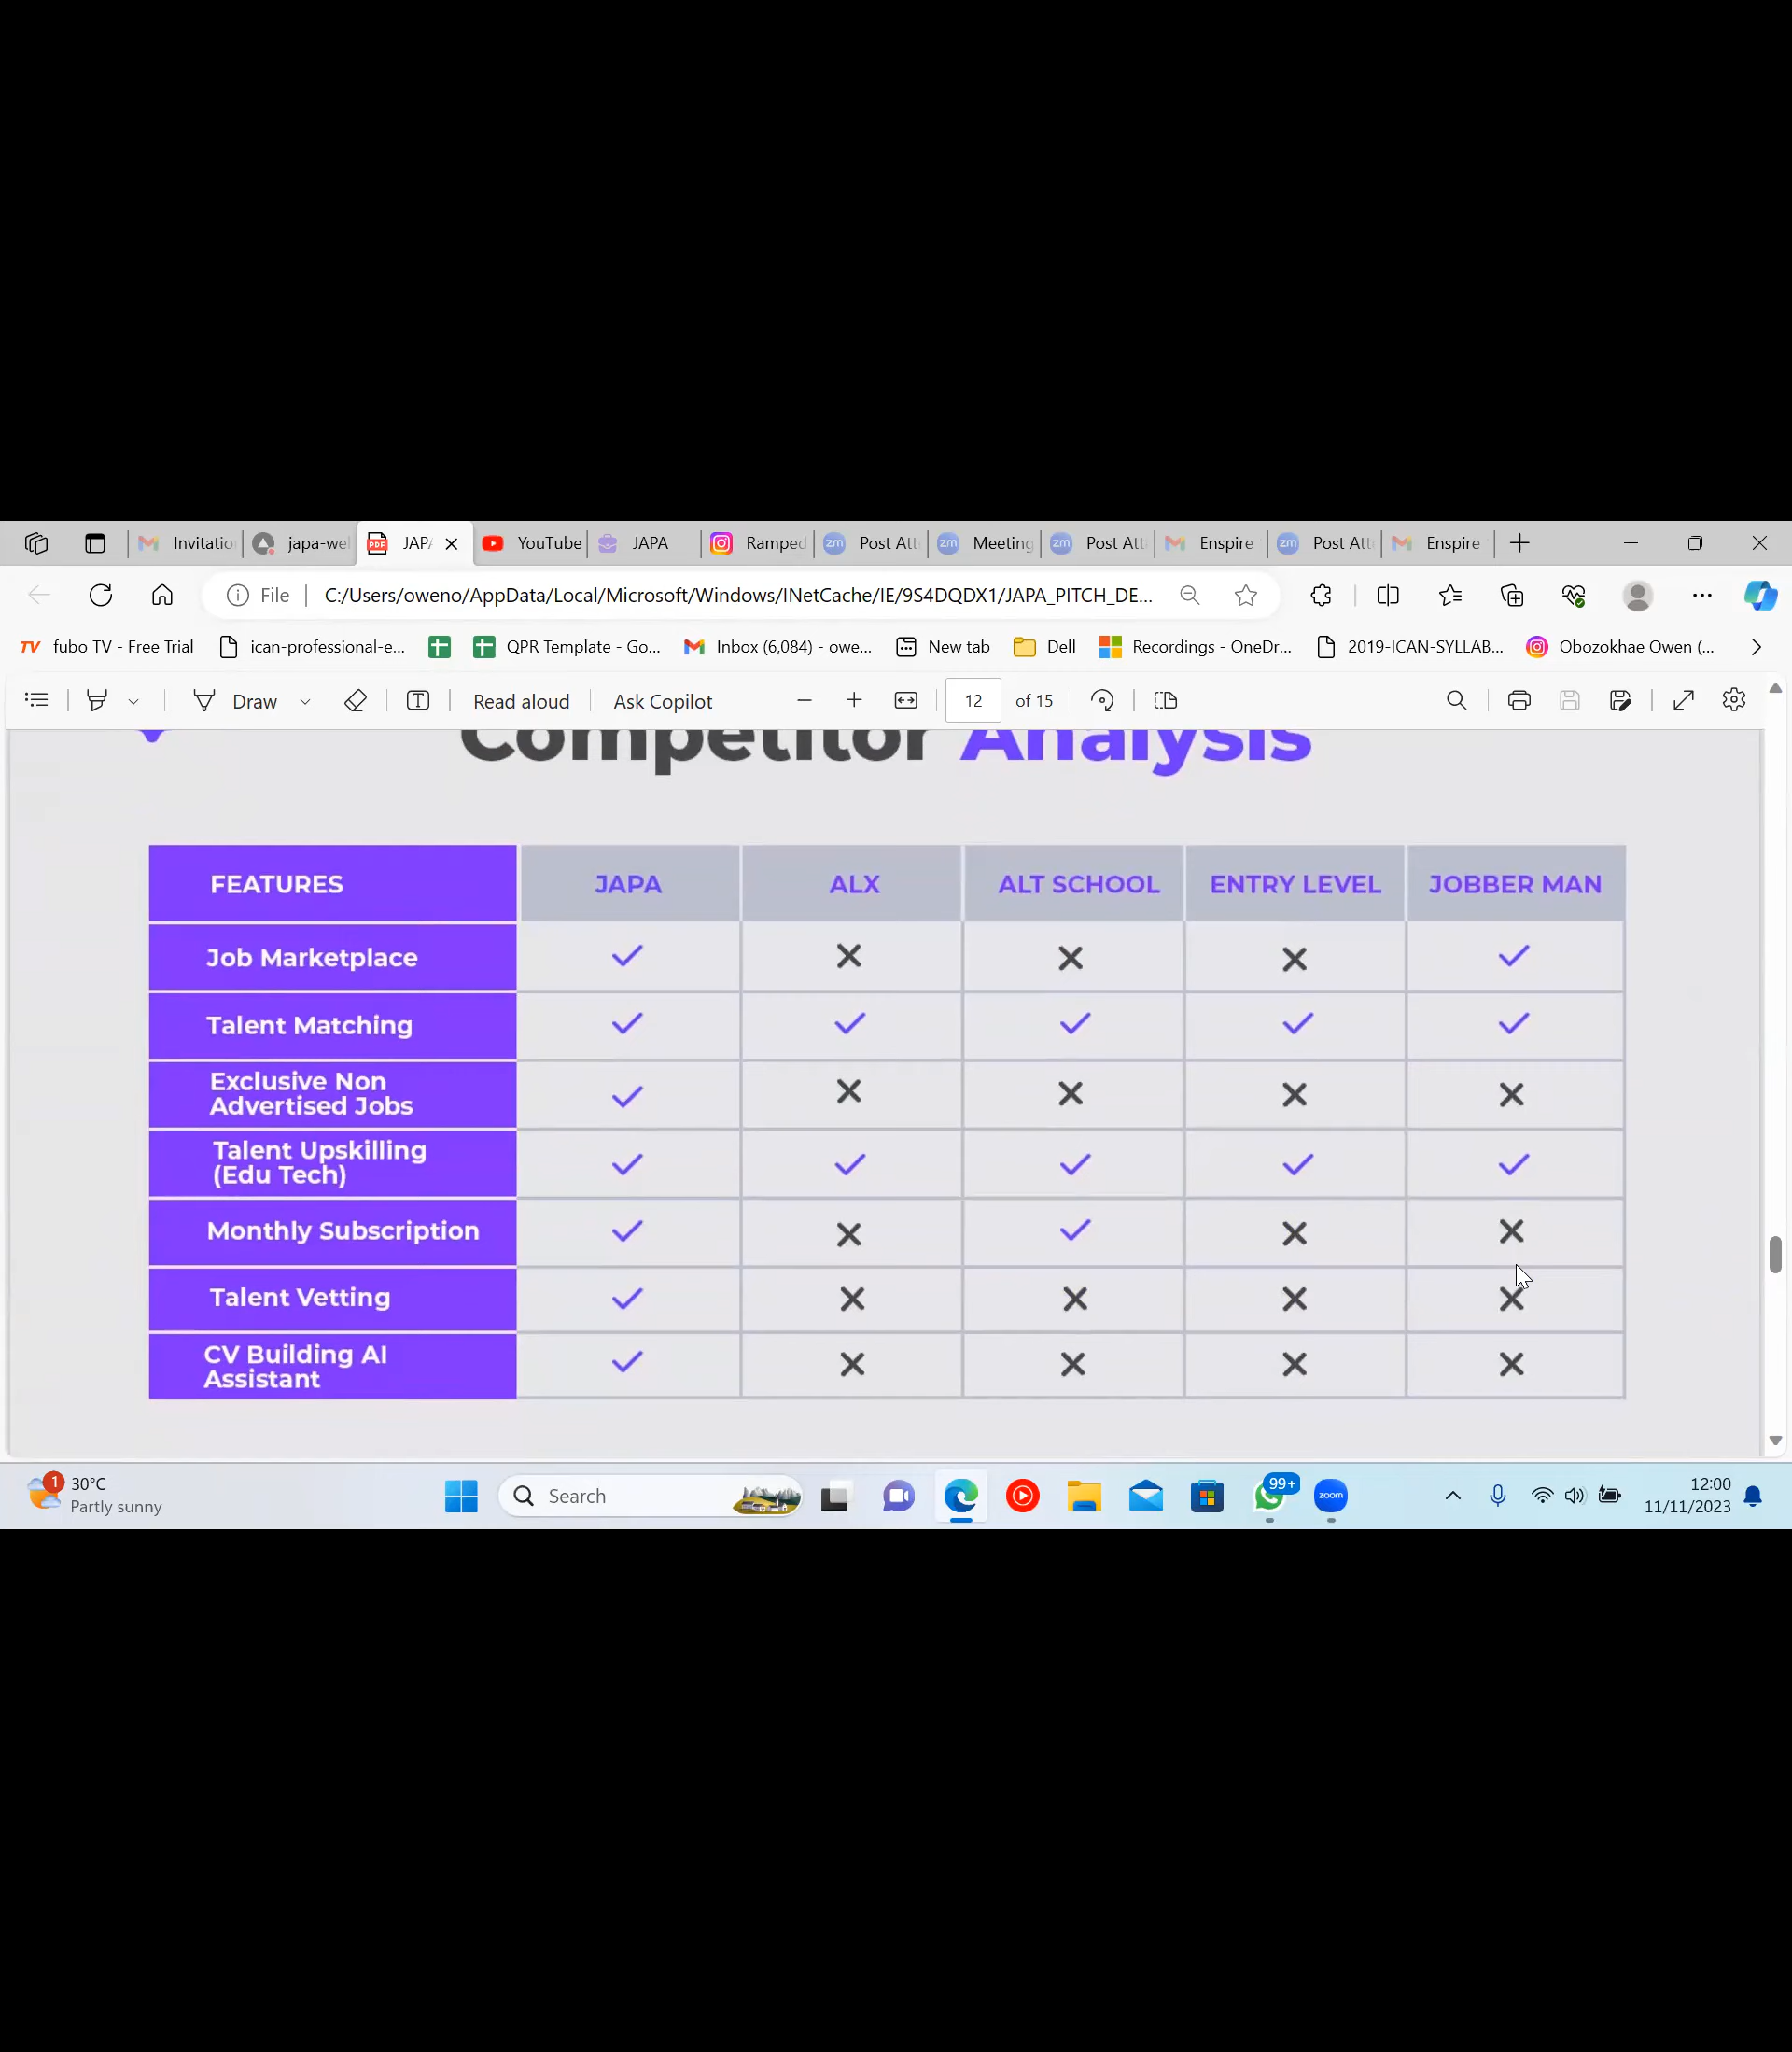 Invitatio
japa-wel
JAPA
YouTube
JAPA
Ramped
Post Att
Meeting
Post Att
Enspire
Post Att
Enspire
File
C:/Users/oweno/AppData/Local/Microsoft/Windows/INetCache/IE/9S4DQDX1/JAPA_PITCH_DE...
TV fubo TV - Free Trial
ican-professional-e...
QPR Template - Go...
Inbox (6,084) - owe...
New tab
Dell
Recordings - OneDr...
2019-ICAN-SYLLAB...
Obozokhae Owen (...
Draw
Read aloud
Ask Copilot
12 of 15
Competitor Analysis
FEATURES JAPA ALX ALT SCHOOL ENTRY LEVEL JOBBER MAN
Job Marketplace
Talent Matching
Exclusive Non
Advertised Jobs
Talent Upskilling
(Edu Tech)
Monthly Subscription
Talent Vetting
CV Building AI
Assistant
1
30°C
Partly sunny
Search
99+
zoom
12:00
11/11/2023